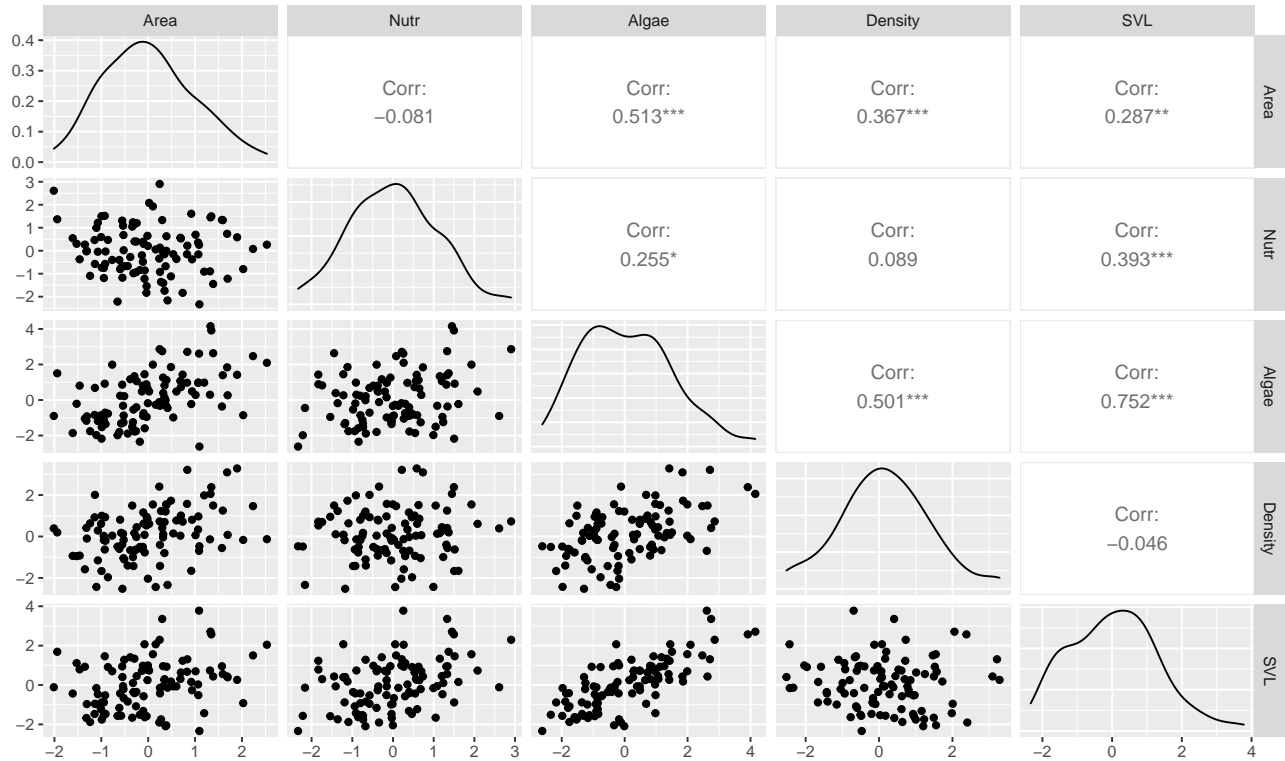 Area Nutr Algae Density SVL
0.4
0.3
0.2
0.1
0.0
Corr:
−0.081
Corr:
0.513***
Corr:
0.367***
Corr:
0.287**
Area
3
2
1
0
−1
−2
Corr:
0.255*
Corr:
0.089
Corr:
0.393***
Nutr
4
2
0
−2
Corr:
0.501***
Corr:
0.752***
Algae
2
0
−2
Corr:
−0.046
Density
4
2
0
−2
SVL
−2 −1 0 1 2 −2 −1 0 1 2 3 −2 0 2 4 −2 0 2 −2 0 2 4